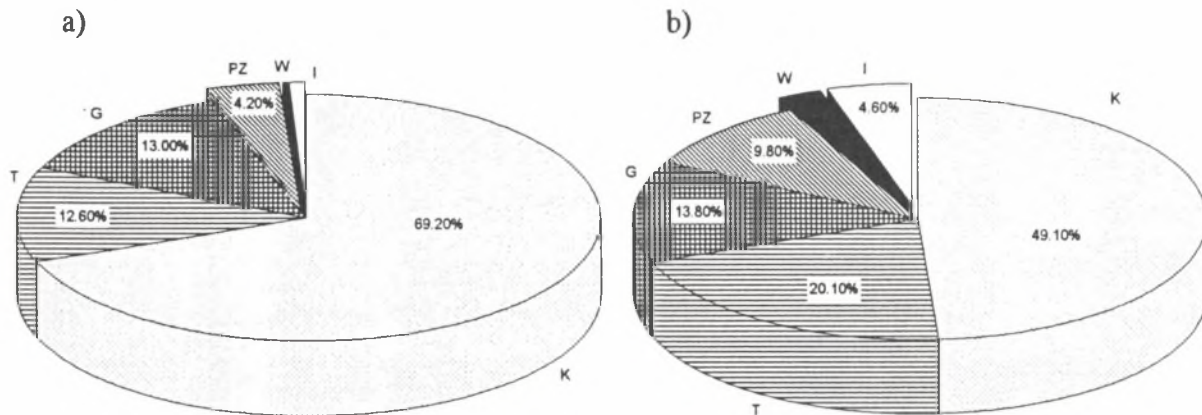 a)
b)
PZ W I
4.20%
G
13.00%
T
12.60%
69.20%
K
W I
4.60%
K
PZ
9.80%
G
13.80%
49.10%
20.10%
T